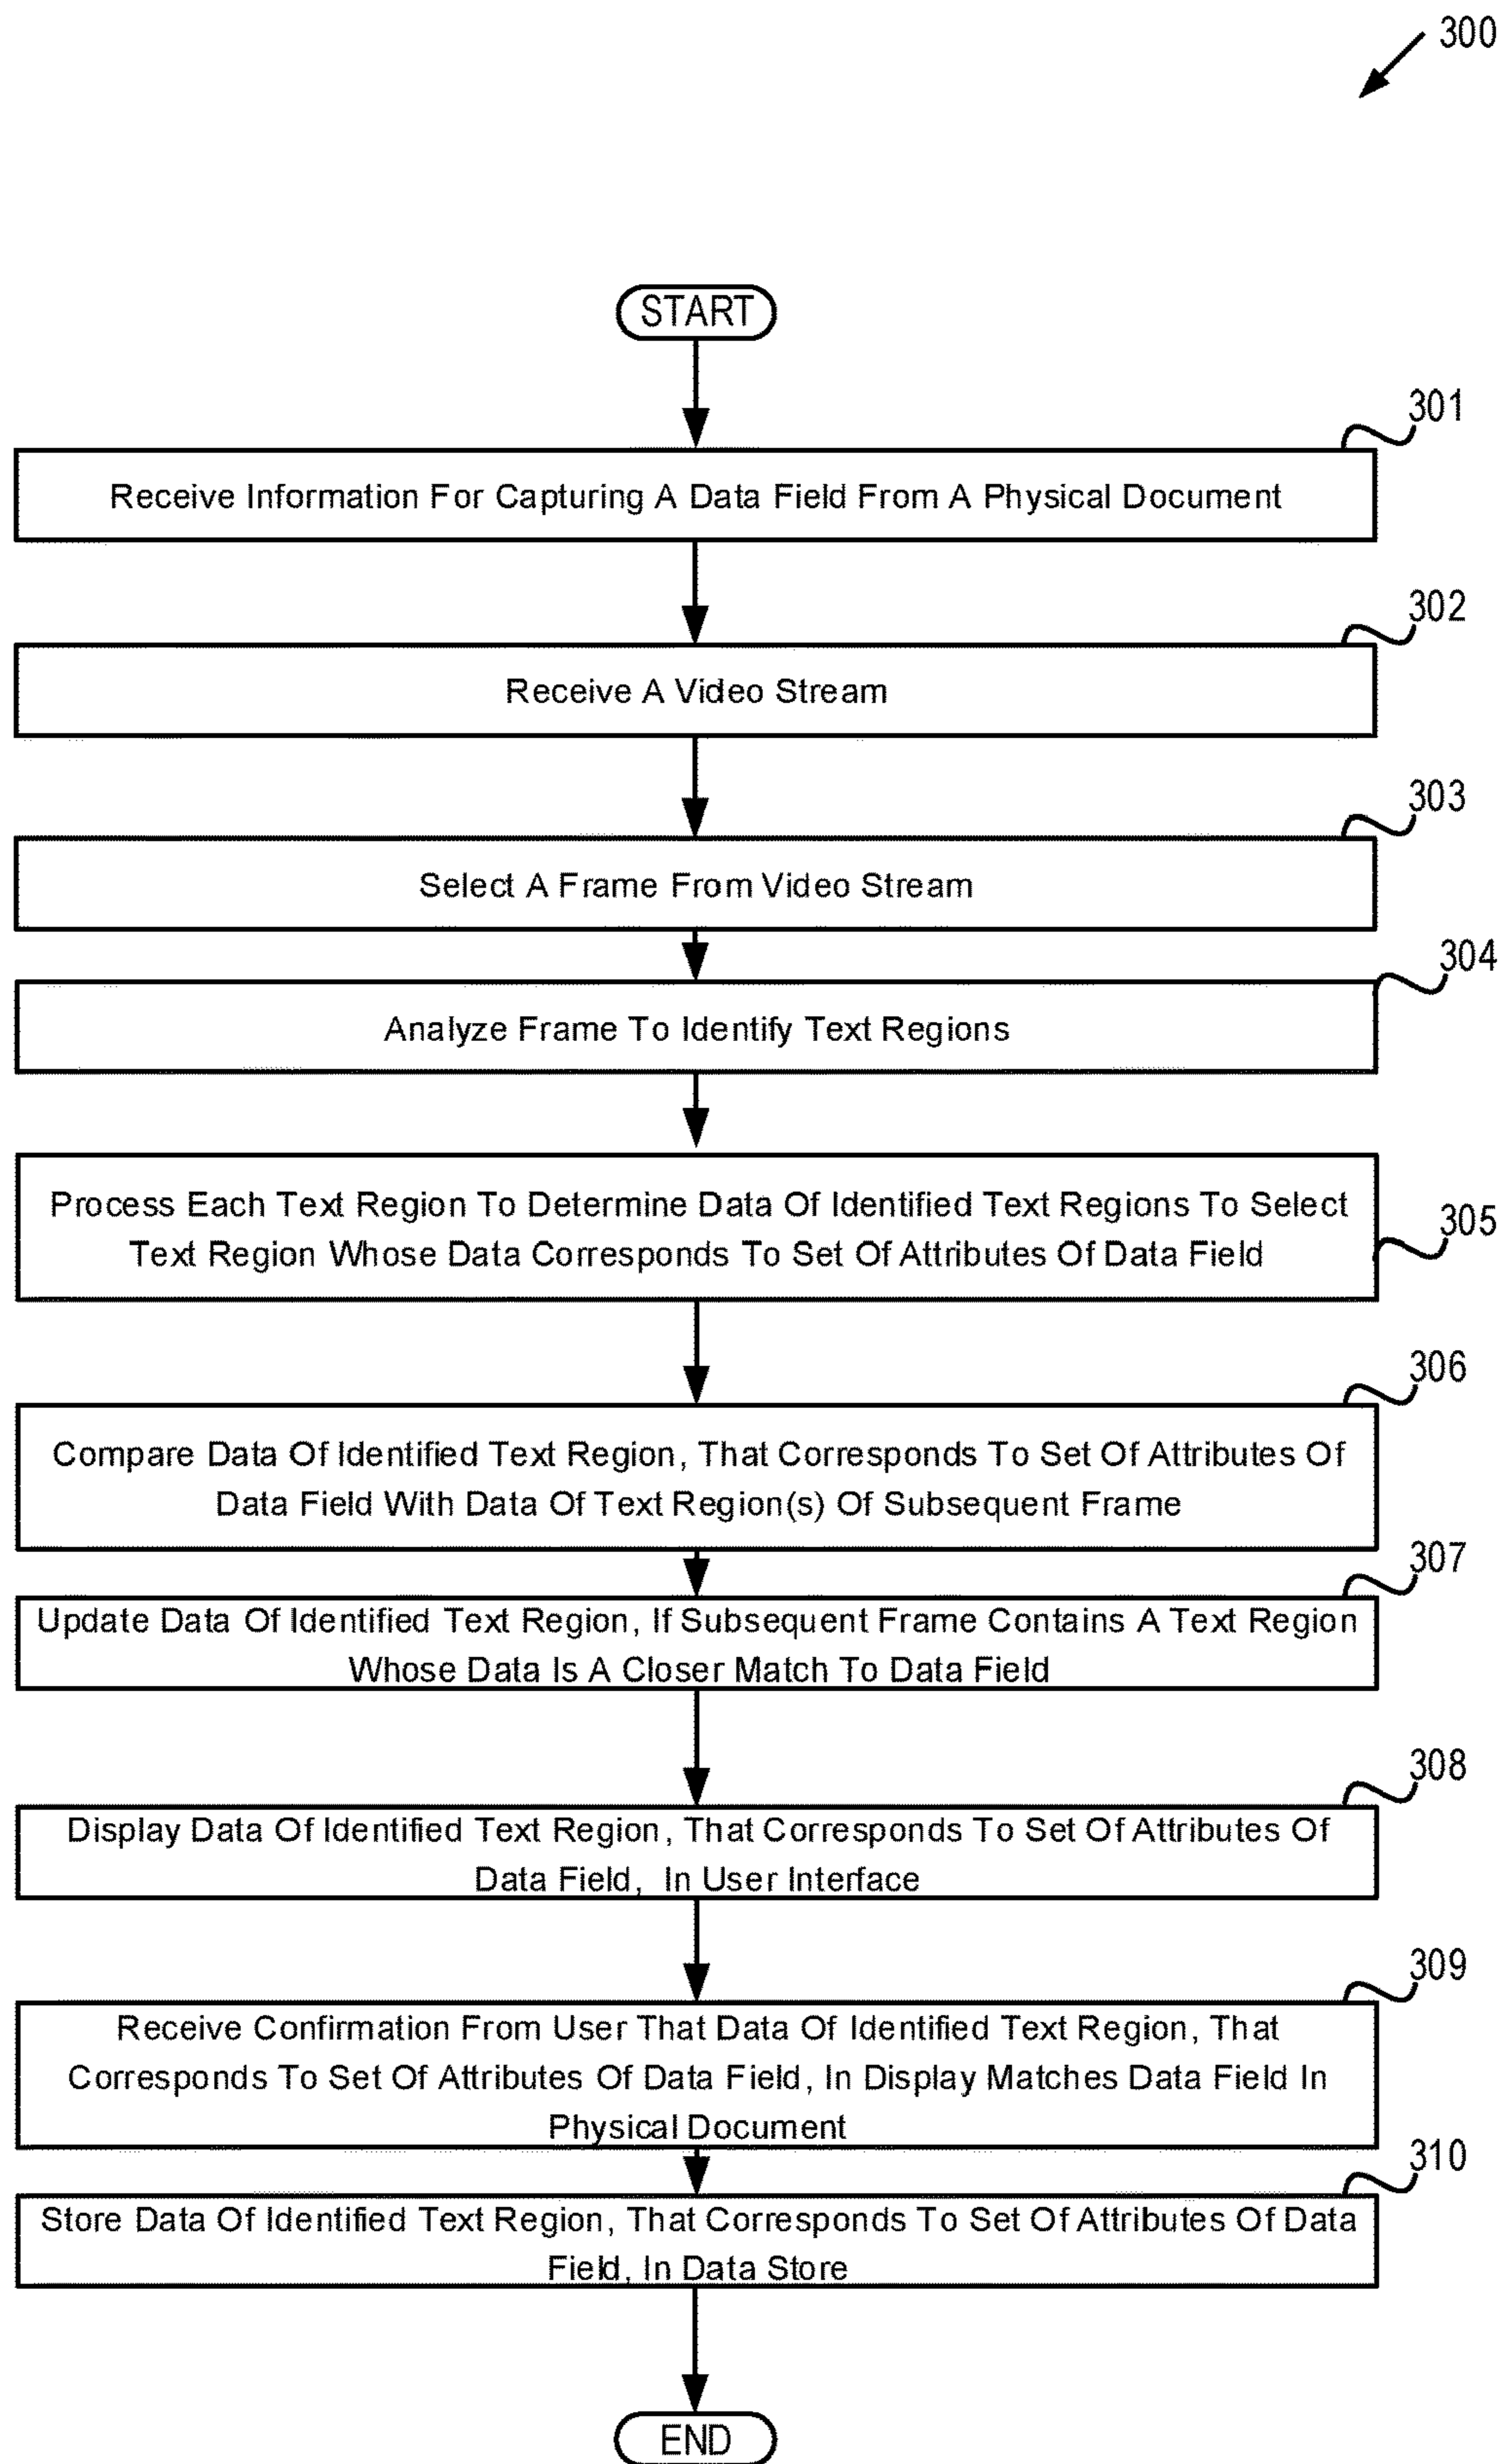 300
START
301
Receive Information For Capturing A Data Field From A Physical Document
302
Receive A Video Stream
303
Select A Frame From Video Stream
304
Analyze Frame To Identify Text Regions
Process Each Text Region To Determine Data Of Identified Text Regions To Select
Text Region Whose Data Corresponds To Set Of Attributes Of Data Field
305
306
Compare Data Of Identified Text Region, That Corresponds To Set Of Attributes Of
Data Field With Data Of Text Region(s) Of Subsequent Frame
307
Update Data Of Identified Text Region, If Subsequent Frame Contains A Text Region
Whose Data Is A Closer Match To Data Field
308
Display Data Of Identified Text Region, That Corresponds To Set Of Attributes Of
Data Field, In User Interface
309
Receive Confirmation From User That Data Of Identified Text Region, That
Corresponds To Set Of Attributes Of Data Field, In Display Matches Data Field In
Physical Document
310
Store Data Of Identified Text Region, That Corresponds To Set Of Attributes Of Data
Field, In Data Store
END